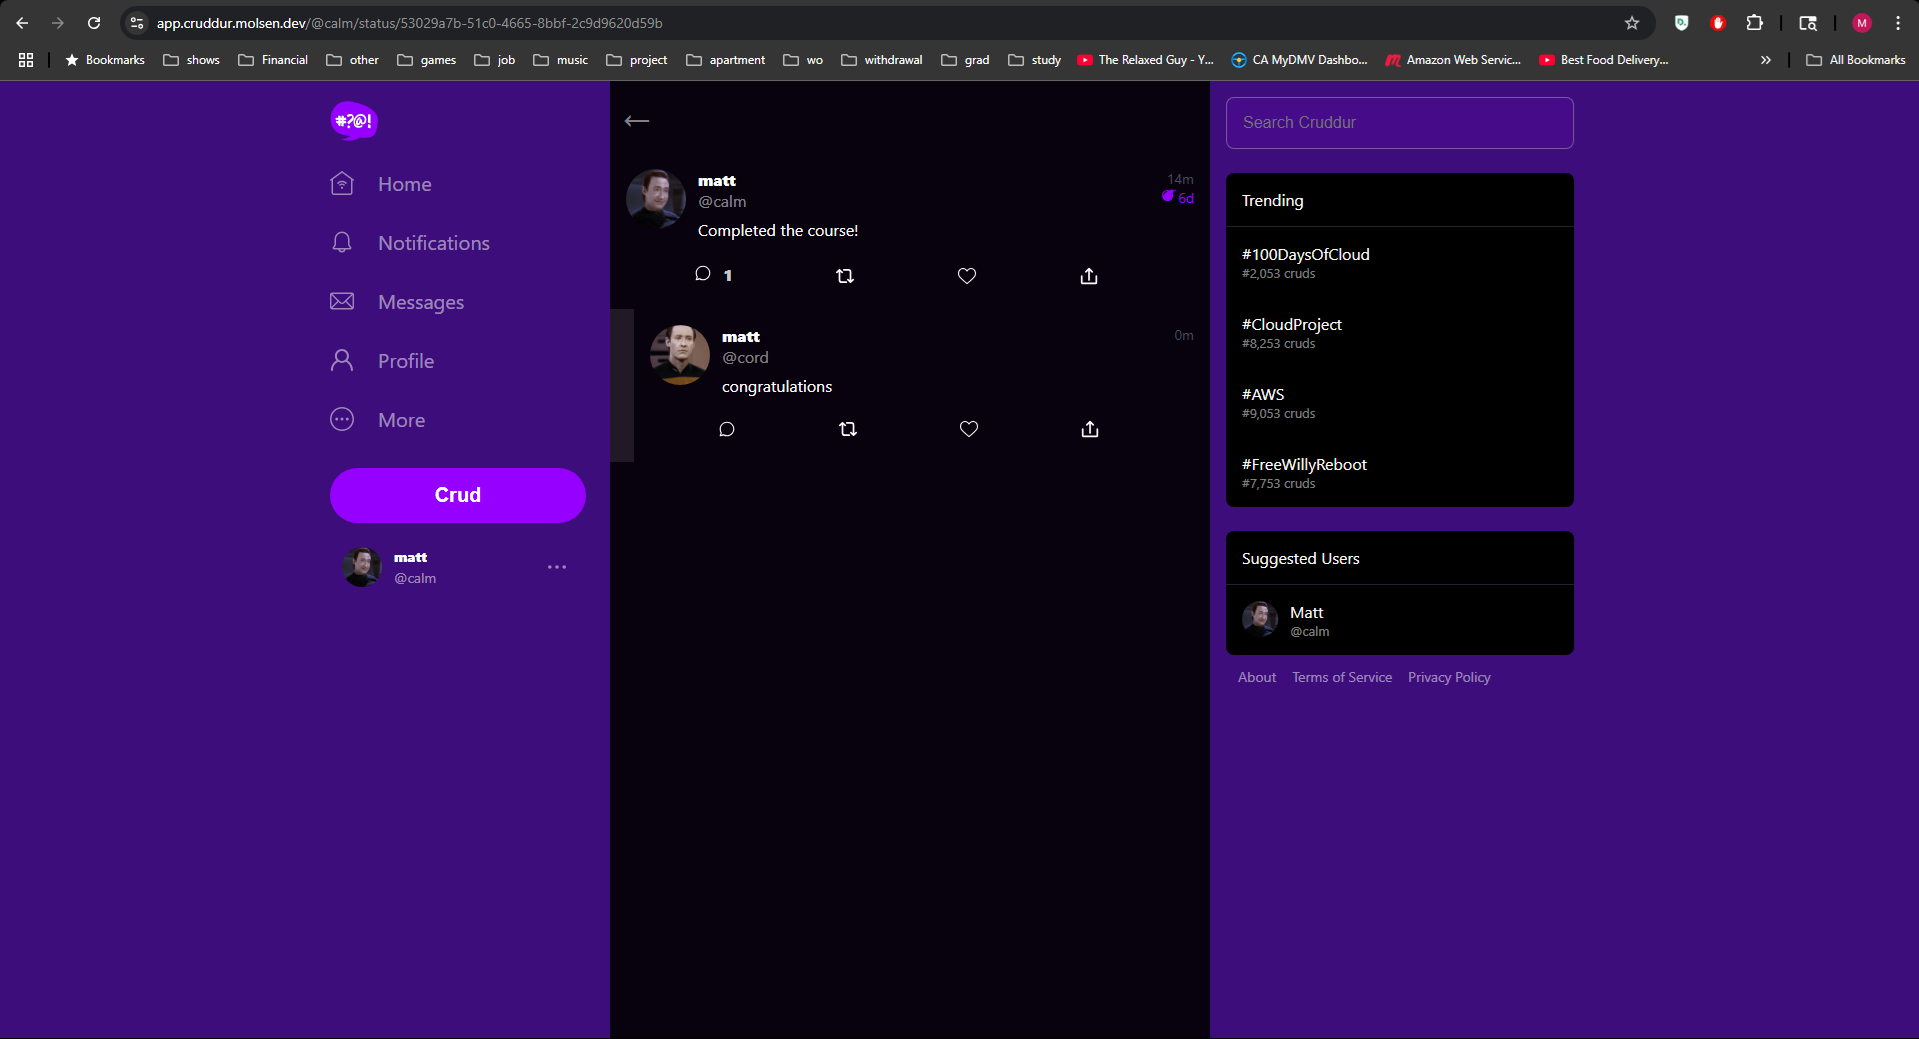 app.cruddur.molsen.dev/@calm/status/53029a7b-51c0-4665-8bbf-2c9d9620d59b
M
Bookmarks shows Financial other games job music project apartment wo withdrawal grad study The Relaxed Guy - Y... CA MyDMV Dashbo... Amazon Web Servic... Best Food Delivery... All Bookmarks
#?@!
Home
Notifications
Messages
Profile
More
Crud
matt
@calm
matt
@calm
14m
6d
Completed the course!
1
matt
@cord
0m
congratulations
Search Cruddur
Trending
#100DaysOfCloud
#2,053 cruds
#CloudProject
#8,253 cruds
#AWS
#9,053 cruds
#FreeWillyReboot
#7,753 cruds
Suggested Users
Matt
@calm
About Terms of Service Privacy Policy